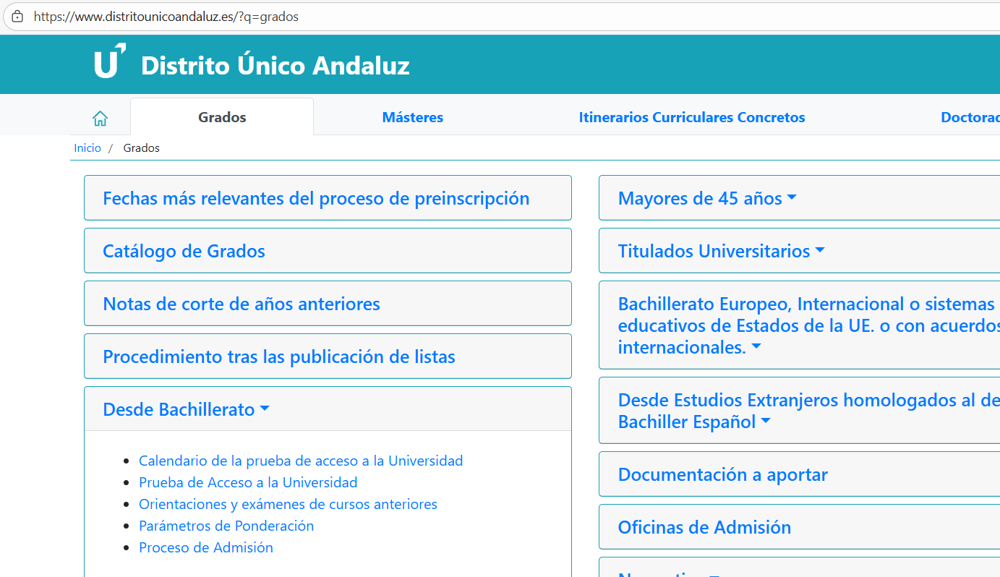 https://www.distritounicoandaluz.es/?q=grados
Distrito Único Andaluz
Grados
Másteres
Itinerarios Curriculares Concretos
Inicio / Grados
Fechas más relevantes del proceso de preinscripción
Catálogo de Grados
Notas de corte de años anteriores
Procedimiento tras las publicación de listas
Desde Bachillerato
Calendario de la prueba de acceso a la Universidad
Prueba de Acceso a la Universidad
Orientaciones y exámenes de cursos anteriores
Parámetros de Ponderación
Proceso de Admisión
Mayores de 45 años
Titulados Universitarios
Bachillerato Europeo, Internacional o sistemas
educativos de Estados de la UE. o con acuerdos
internacionales.
Desde Estudios Extranjeros homologados al de
Bachiller Español
Documentación a aportar
Oficinas de Admisión